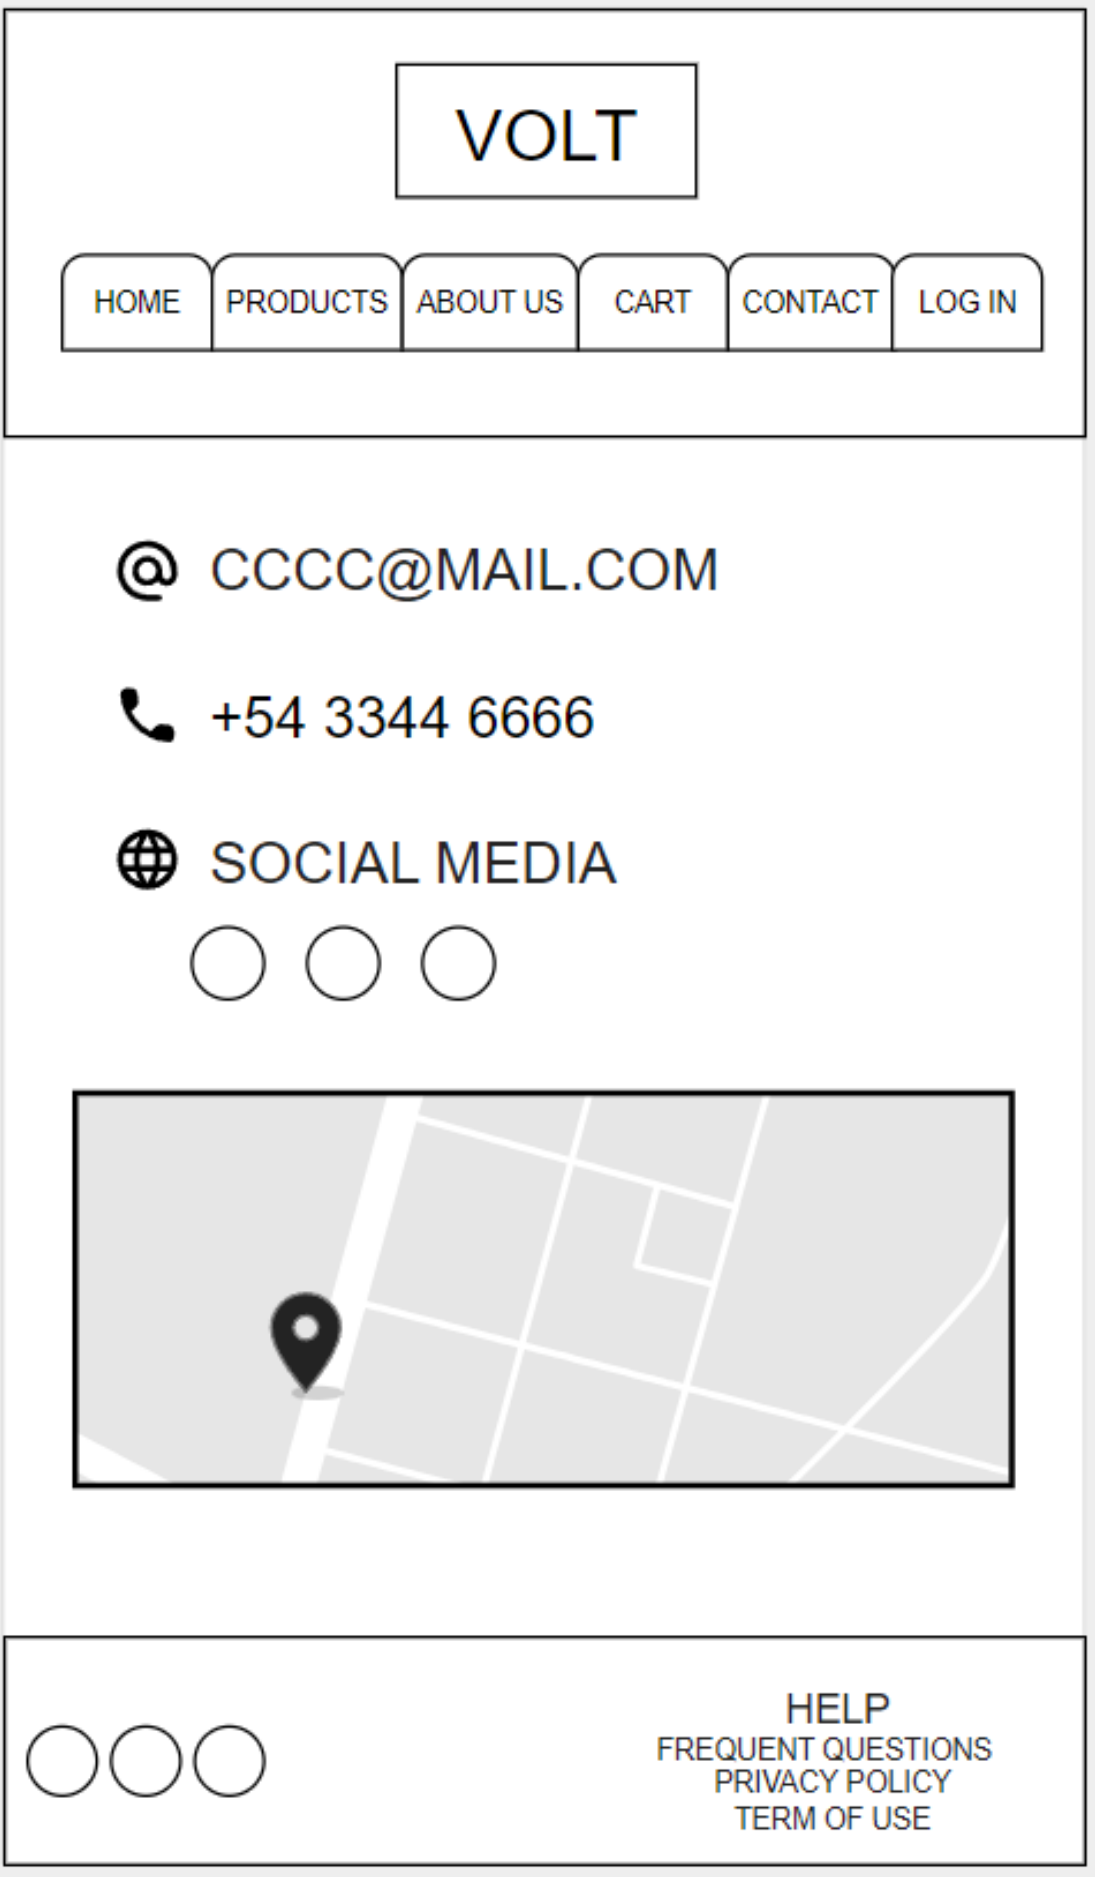 VOLT
HOME PRODUCTS ABOUT US CART CONTACT LOG IN
CCCC@MAIL.COM
+54 3344 6666
SOCIAL MEDIA
HELP
FREQUENT QUESTIONS
PRIVACY POLICY
TERM OF USE